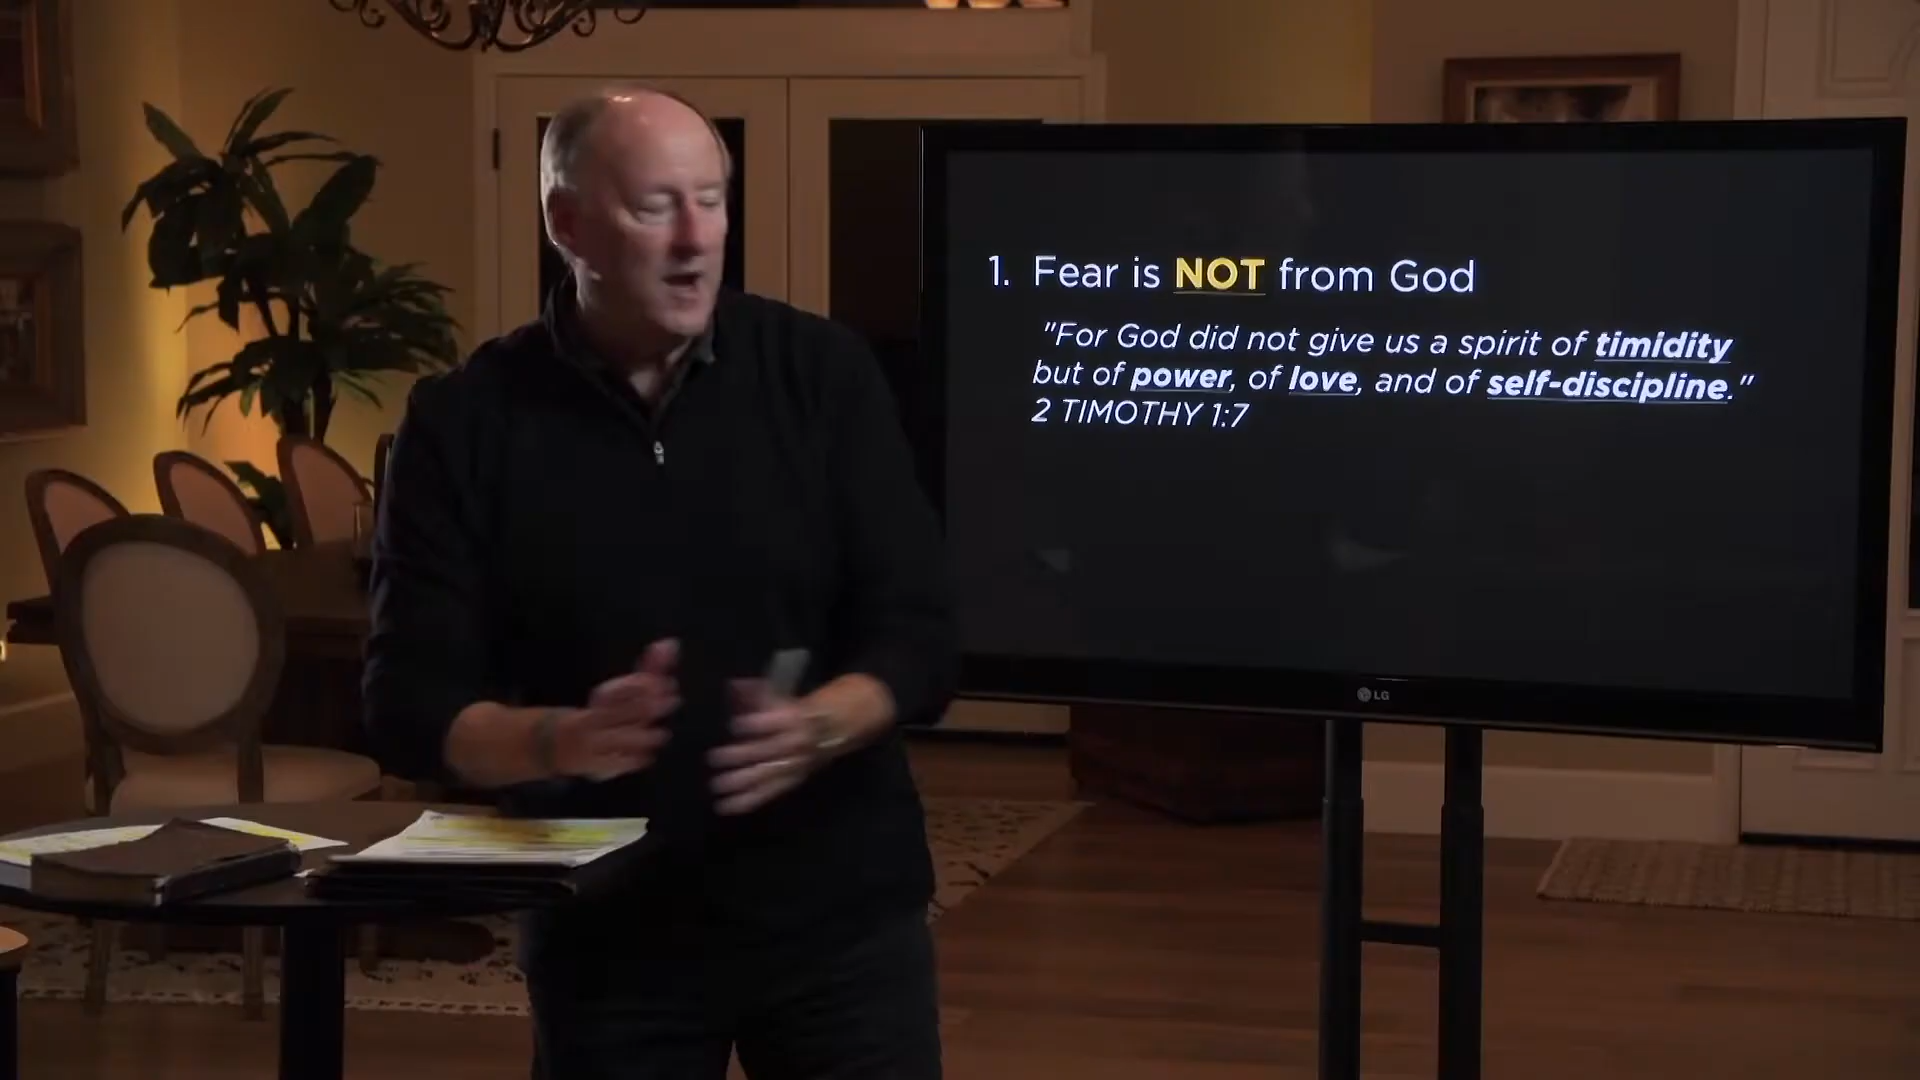 1. Fear is NOT from God
"For God did not give us a spirit of timidity
but of power, of love, and of self-discipline."
2 TIMOTHY 1:7
LG